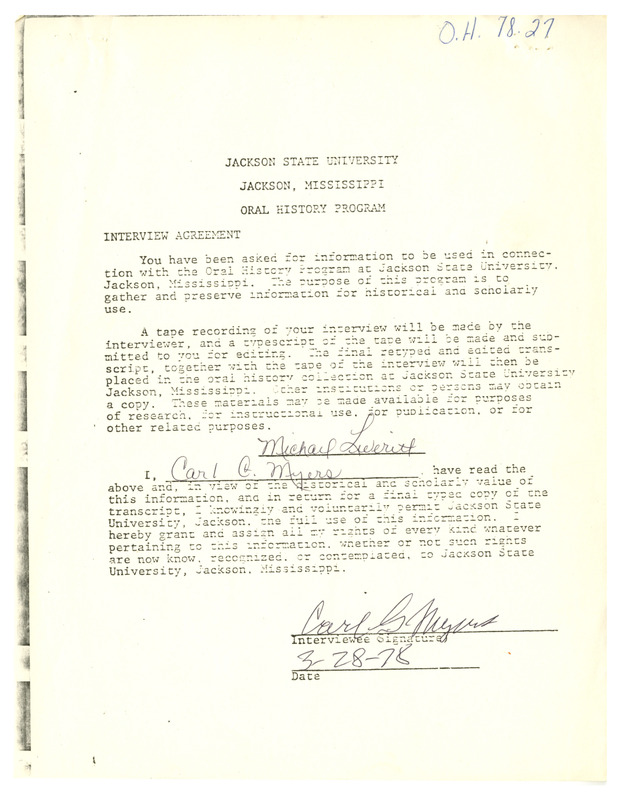 O.H. 78.27
JACKSON STATE UNIVERSITY
JACKSON, MISSISSIPPI
ORAL HISTORY PROGRAM
INTERVIEW AGREEMENT
You have been asked for information to be used in connec-
tion with the Oral History Program at Jackson State University,
Jackson, Mississippi. The purpose of this program is to
gather and preserve information for historical and scholarly
use.
A tape recording of your interview will be made by the
interviewer, and a typescript of the tape will be made and sub-
mitted to you for editing. The final retyped and edited trans-
script, together with the tape of the interview will then be
placed in the oral history collection at Jackson State University
Jackson, Mississippi. Other institutions or persons may obtain
a copy. These materials may be made available for purposes
of research, for instructional use, for publication, or for
other related purposes.
Michael
I, Carl G. Myers, have read the
above and, in view of the historical and scholarly value of
this information, and in return for a final typed copy of the
transcript, I knowingly and voluntarily permit Jackson State
University, Jackson, the full use of this information. I
hereby grant and assign all my rights of every kind whatever
pertaining to this information, whether or not such rights
are now know, recognized, or contemplated, to Jackson State
University, Jackson, Mississippi.
Carl G Myers
Interviewee Signature
3-28-78
Date